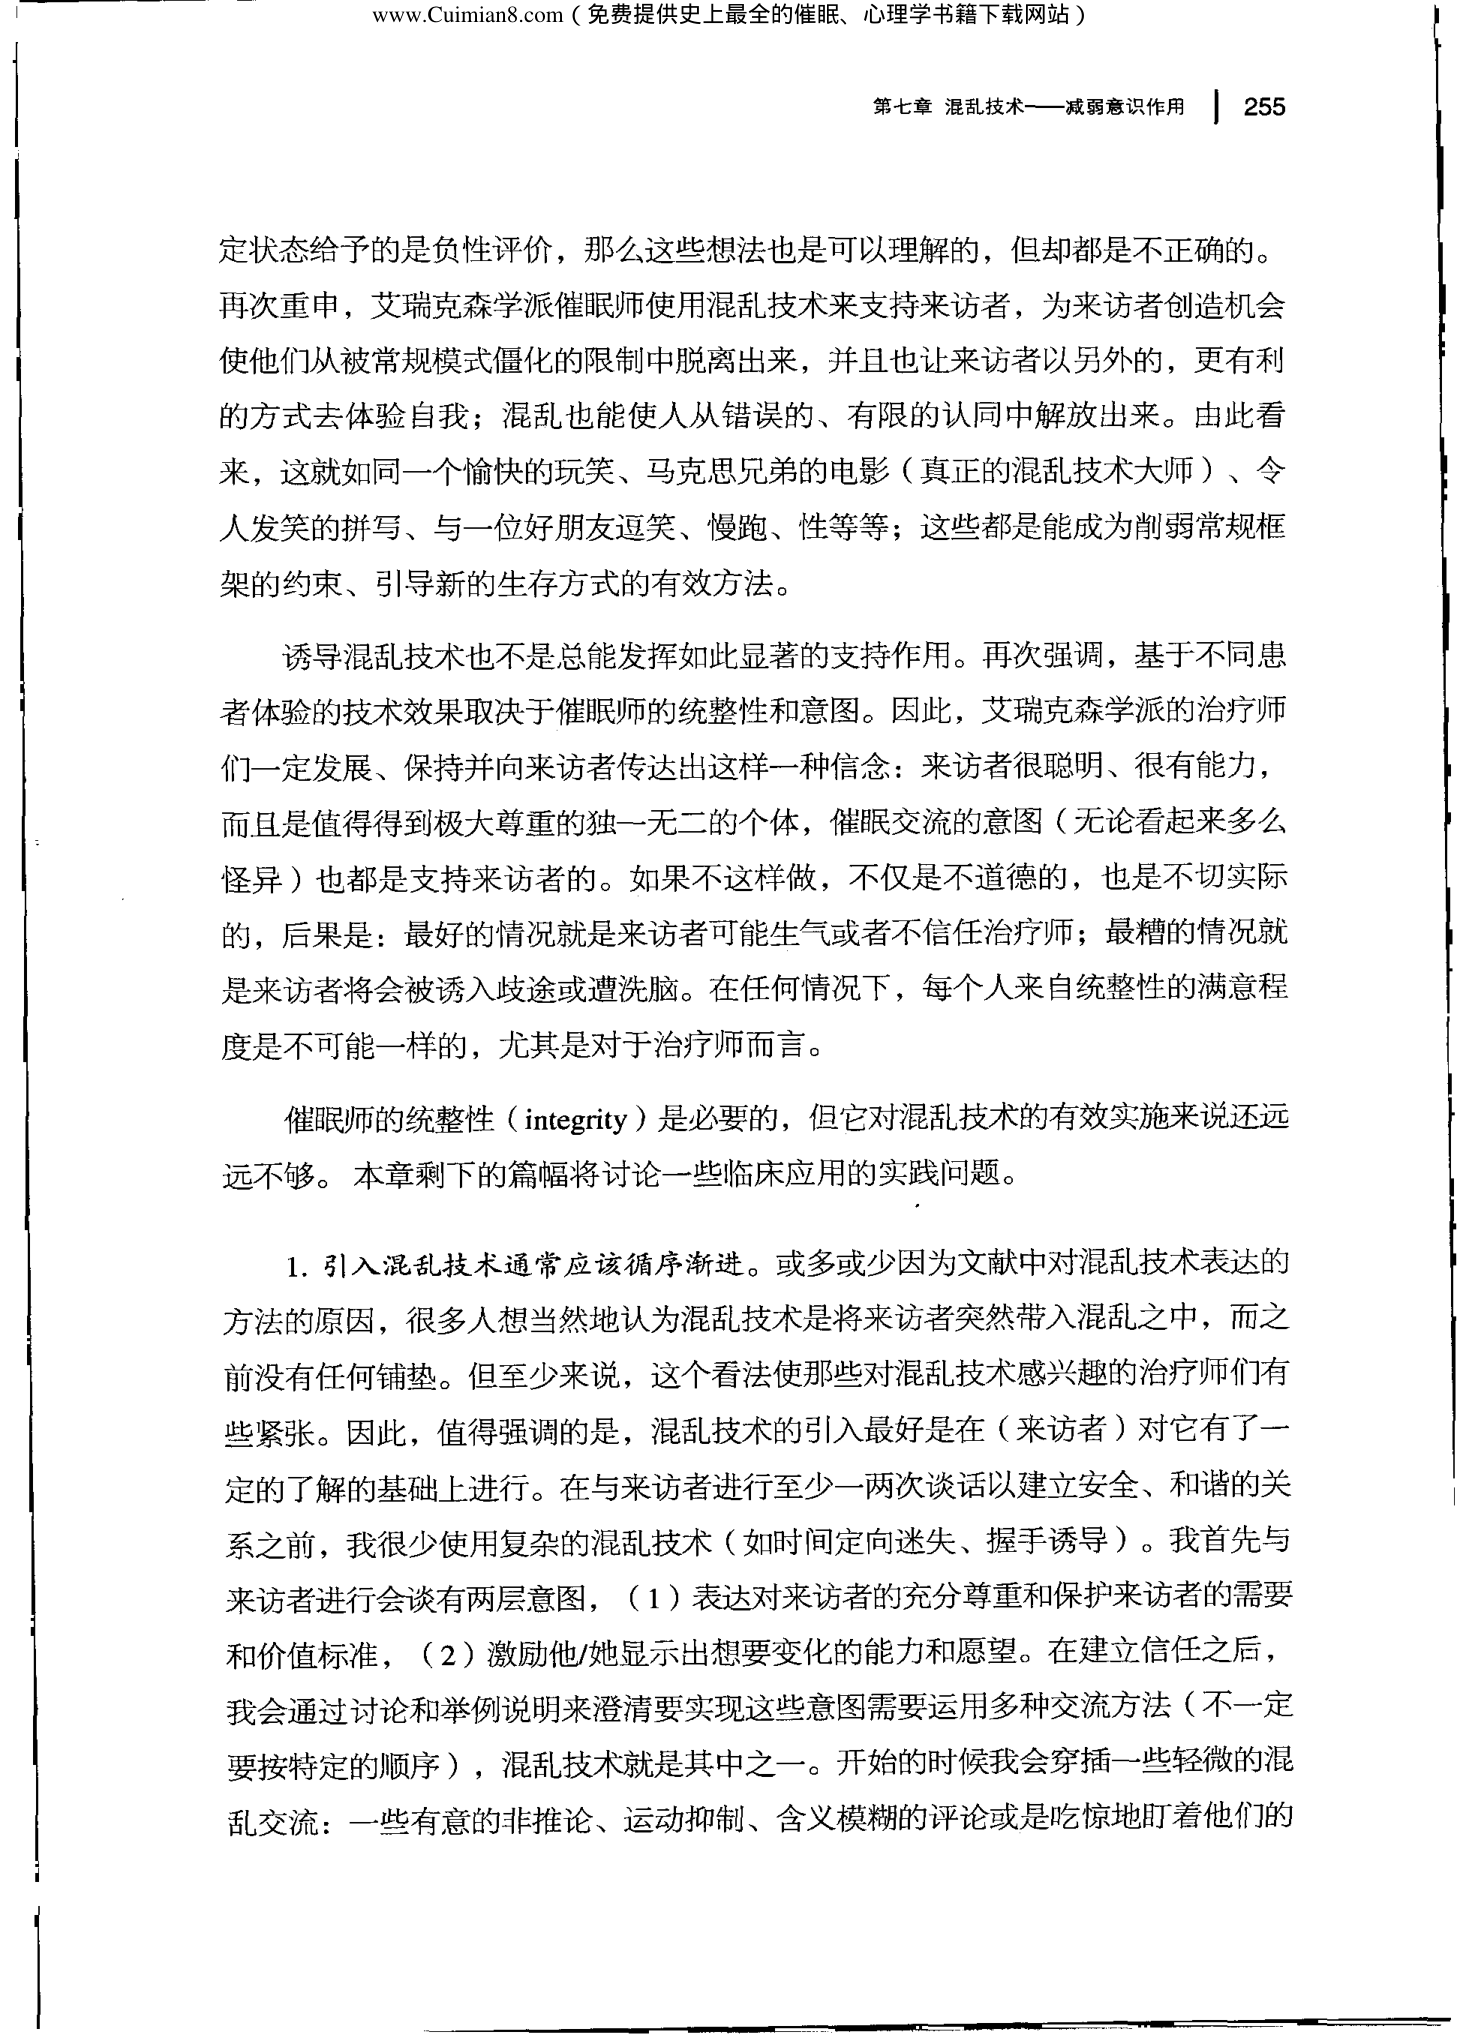 www.Cuimian8.com（免费提供史上最全的催眠、心理学书籍下载网站）
第七章 混乱技术——减弱意识作用 | 255
定状态给予的是负性评价，那么这些想法也是可以理解的，但却都是不正确的。
再次重申，艾瑞克森学派催眠师使用混乱技术来支持来访者，为来访者创造机会
使他们从被常规模式僵化的限制中脱离出来，并且也让来访者以另外的，更有利
的方式去体验自我；混乱也能使人从错误的、有限的认同中解放出来。由此看
来，这就如同一个愉快的玩笑、马克思兄弟的电影（真正的混乱技术大师）、令
人发笑的拼写、与一位好朋友逗笑、慢跑、性等等；这些都是能成为削弱常规框
架的约束、引导新的生存方式的有效方法。
诱导混乱技术也不是总能发挥如此显著的支持作用。再次强调，基于不同患
者体验的技术效果取决于催眠师的统整性和意图。因此，艾瑞克森学派的治疗师
们一定发展、保持并向来访者传达出这样一种信念：来访者很聪明、很有能力，
而且是值得得到极大尊重的独一无二的个体，催眠交流的意图（无论看起来多么
怪异）也都是支持来访者的。如果不这样做，不仅是不道德的，也是不切实际
的，后果是：最好的情况就是来访者可能生气或者不信任治疗师；最糟的情况就
是来访者将会被诱入歧途或遭洗脑。在任何情况下，每个人来自统整性的满意程
度是不可能一样的，尤其是对于治疗师而言。
催眠师的统整性（integrity）是必要的，但它对混乱技术的有效实施来说还远
远不够。 本章剩下的篇幅将讨论一些临床应用的实践问题。
1. 引入混乱技术通常应该循序渐进。或多或少因为文献中对混乱技术表达的
方法的原因，很多人想当然地认为混乱技术是将来访者突然带入混乱之中，而之
前没有任何铺垫。但至少来说，这个看法使那些对混乱技术感兴趣的治疗师们有
些紧张。因此，值得强调的是，混乱技术的引入最好是在（来访者）对它有了一
定的了解的基础上进行。在与来访者进行至少一两次谈话以建立安全、和谐的关
系之前，我很少使用复杂的混乱技术（如时间定向迷失、握手诱导）。我首先与
来访者进行会谈有两层意图，（1）表达对来访者的充分尊重和保护来访者的需要
和价值标准，（2）激励他/她显示出想要变化的能力和愿望。在建立信任之后，
我会通过讨论和举例说明来澄清要实现这些意图需要运用多种交流方法（不一定
要按特定的顺序），混乱技术就是其中之一。开始的时候我会穿插一些轻微的混
乱交流：一些有意的非推论、运动抑制、含义模糊的评论或是吃惊地盯着他们的